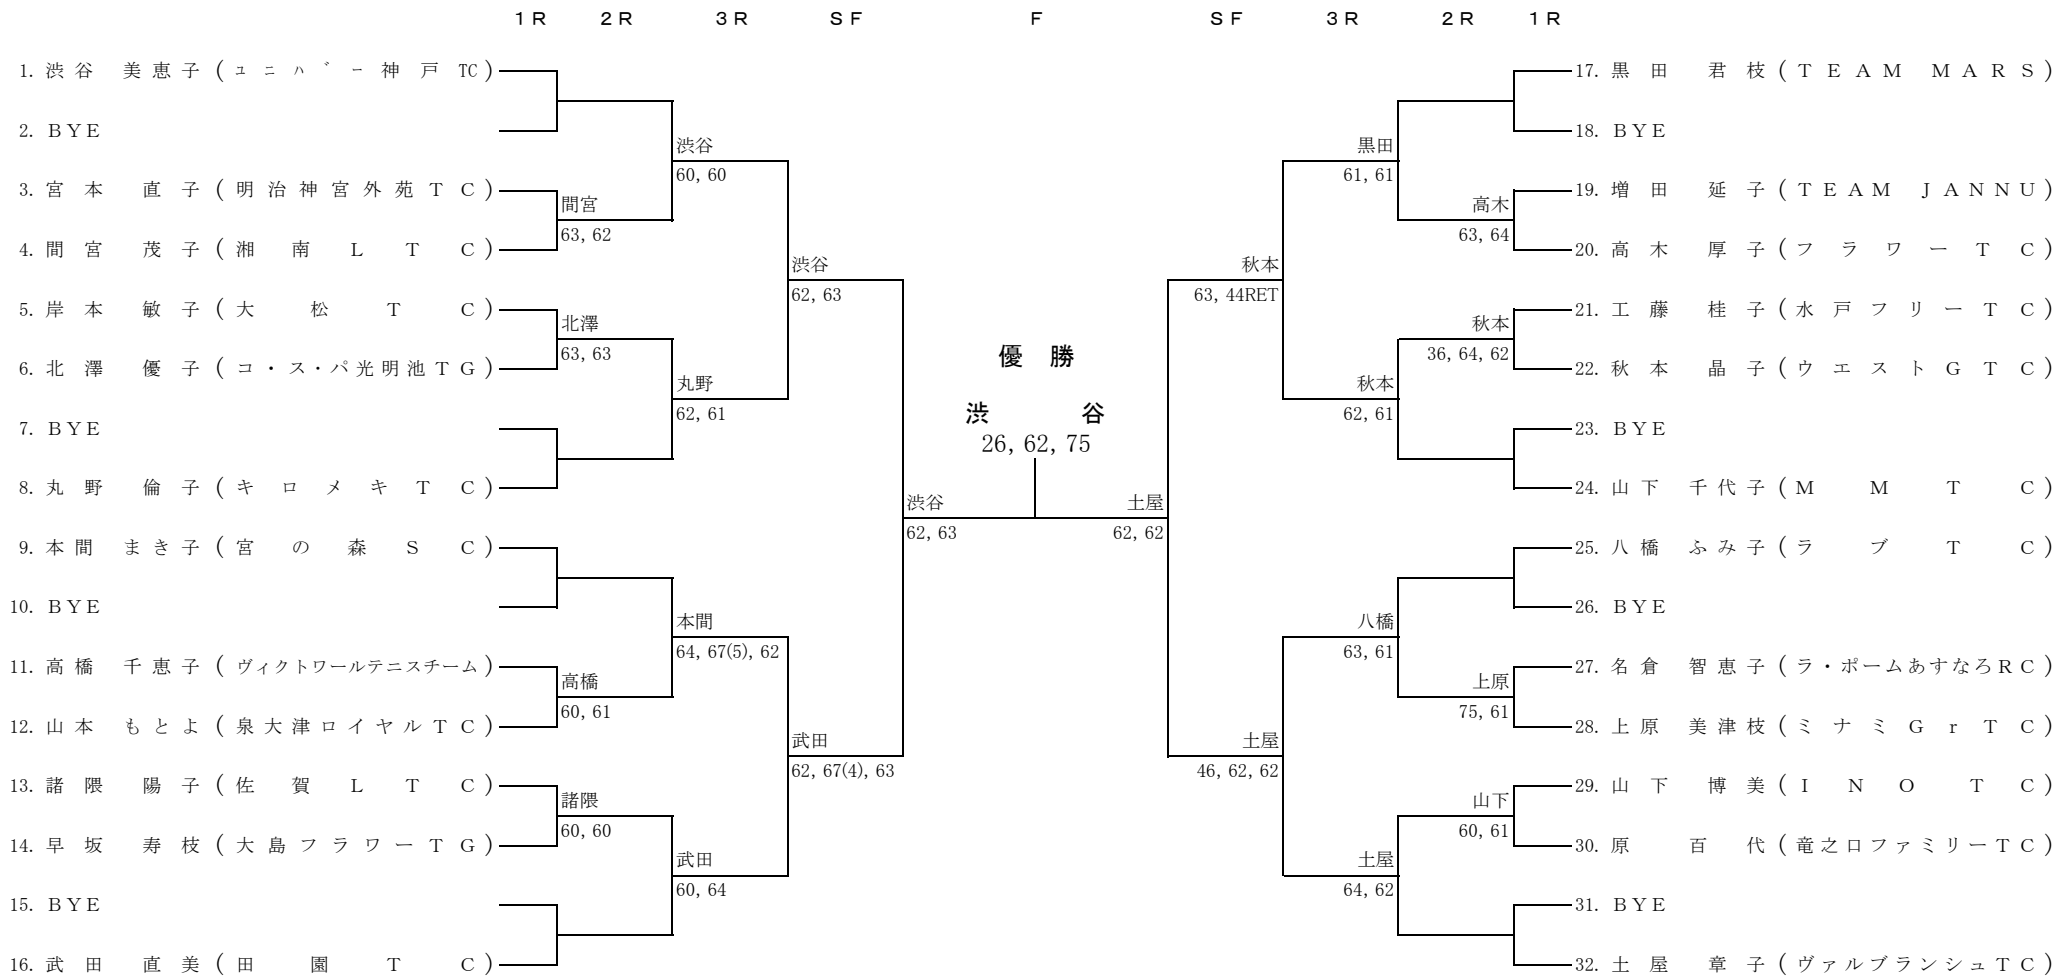 1R 2R 3R SF F SF 3R 2R 1R
1. 渋谷 美恵子 (ユニバー神戸TC)
2. BYE
渋谷
60, 60
3. 宮本 直子 (明治神宮外苑TC)
間宮
63, 62
4. 間宮 茂子 (湘南LTC)
渋谷
62, 63
5. 岸本 敏子 (大松TC)
北澤
63, 63
6. 北澤 優子 (コ・ス・パ光明池TG)
丸野
62, 61
7. BYE
8. 丸野 倫子 (キロメキTC)
渋谷
62, 63
9. 本間 まき子 (宮の森SC)
10. BYE
本間
64, 67(5), 62
11. 高橋 千恵子 (ヴィクトワールテニスチーム)
高橋
60, 61
12. 山本 もとよ (泉大津ロイヤルTC)
武田
62, 67(4), 63
13. 諸隈 陽子 (佐賀LTC)
諸隈
60, 60
14. 早坂 寿枝 (大島フラワーTG)
武田
60, 64
15. BYE
16. 武田 直美 (田園TC)
優勝
渋谷
26, 62, 75
17. 黒田 君枝 (TEAM MARS)
18. BYE
黒田
61, 61
19. 増田 延子 (TEAM JANNU)
高木
63, 64
20. 高木 厚子 (フラワーTC)
秋本
63, 44RET
21. 工藤 桂子 (水戸フリーTC)
秋本
36, 64, 62
22. 秋本 晶子 (ウエストGTC)
秋本
62, 61
23. BYE
24. 山下 千代子 (MMTC)
土屋
62, 62
25. 八橋 ふみ子 (ラブTC)
26. BYE
八橋
63, 61
27. 名倉 智恵子 (ラ・ポームあすなろRC)
上原
75, 61
28. 上原 美津枝 (ミナミGrTC)
土屋
46, 62, 62
29. 山下 博美 (INO TC)
山下
60, 61
30. 原 百代 (竜之口ファミリーTC)
土屋
64, 62
31. BYE
32. 土屋 章子 (ヴァルブランシュTC)